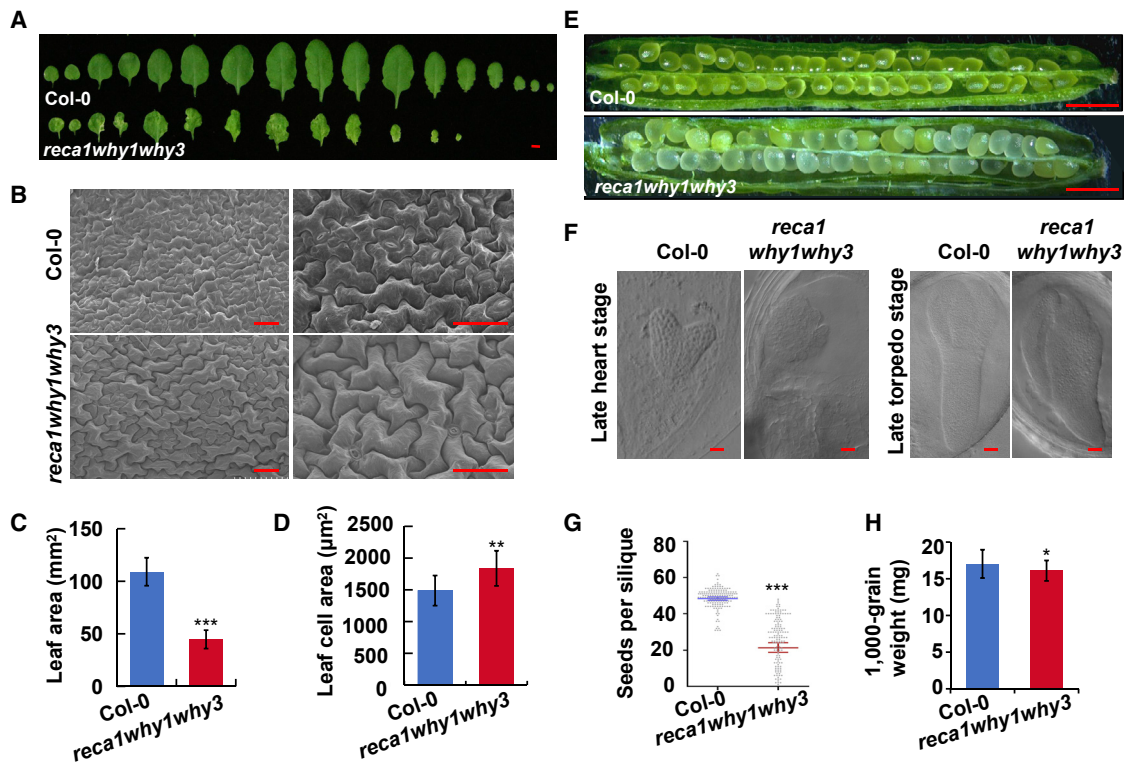 A
Col-0
reca1why1why3
B
Col-0
reca1why1why3
C
Leaf area (mm²)
150
100
50
0
***
Col-0
reca1why1why3
D
Leaf cell area (μm²)
2500
2000
1500
1000
500
0
**
Col-0
reca1why1why3
E
Col-0
reca1why1why3
F
Col-0
reca1
why1why3
Late heart stage
Col-0
reca1
why1why3
Late torpedo stage
G
Seeds per silique
80
60
40
20
0
***
Col-0
reca1why1why3
H
1,000-grain
weight (mg)
20
15
10
5
0
*
Col-0
reca1why1why3